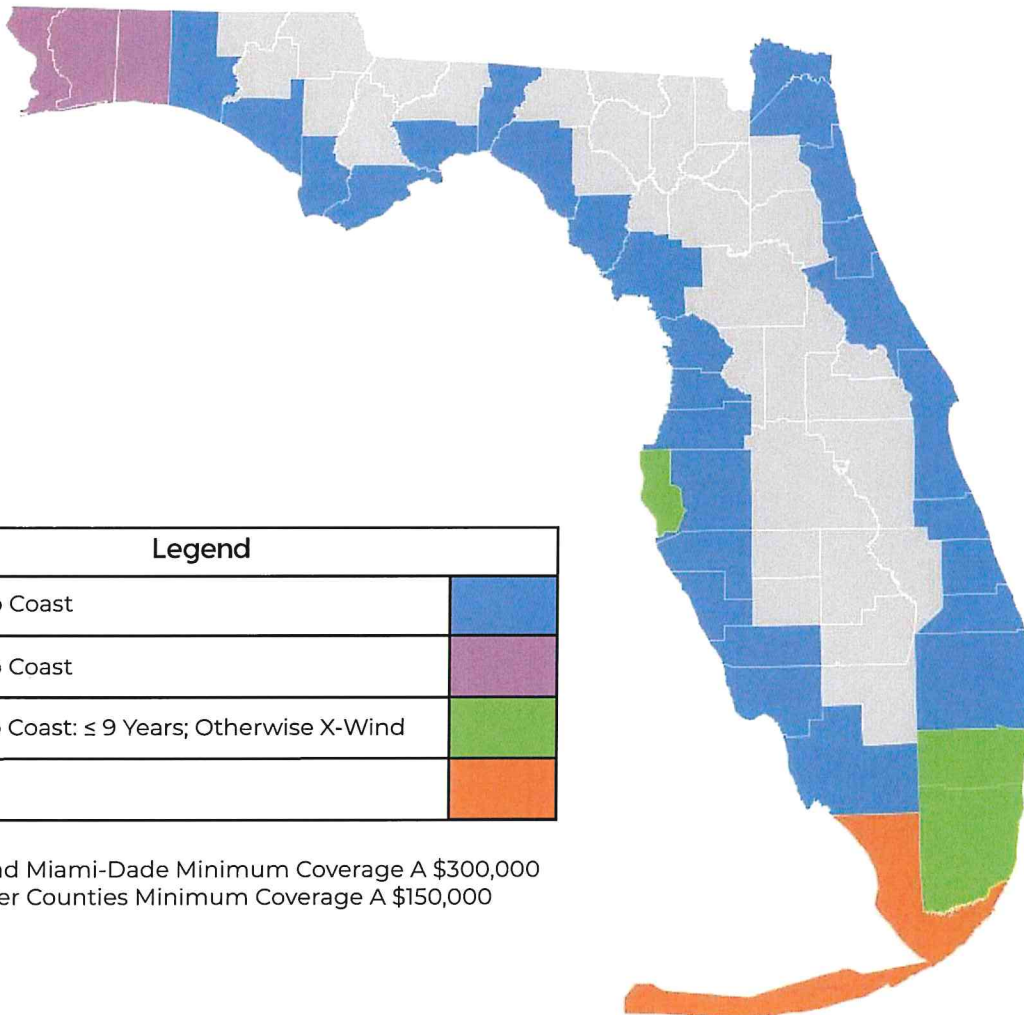 Legend
Coast
Coast
Coast: ≤ 9 Years; Otherwise X-Wind
Miami-Dade Minimum Coverage A $300,000
Counties Minimum Coverage A $150,000